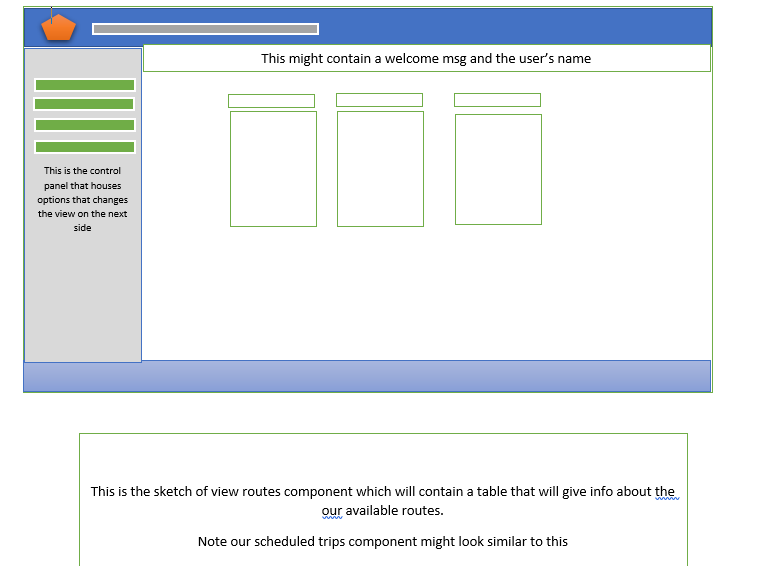 This might contain a welcome msg and the user’s name
This is the control
panel that houses
options that changes
the view on the next
side
This is the sketch of view routes component which will contain a table that will give info about the
our available routes.
Note our scheduled trips component might look similar to this